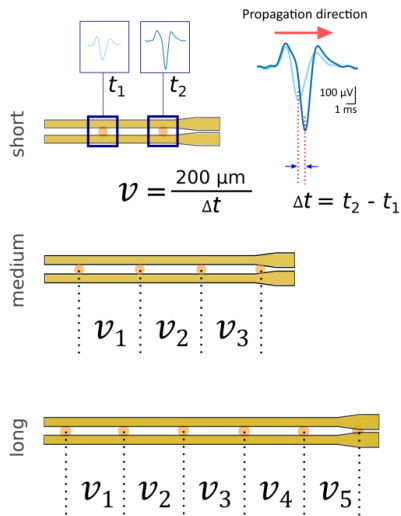 Propagation direction
t1
t2
100 µV
1 ms
short
v = 200 µm / Δt
Δt = t2 - t1
medium
v1 v2 v3
long
v1 v2 v3 v4 v5